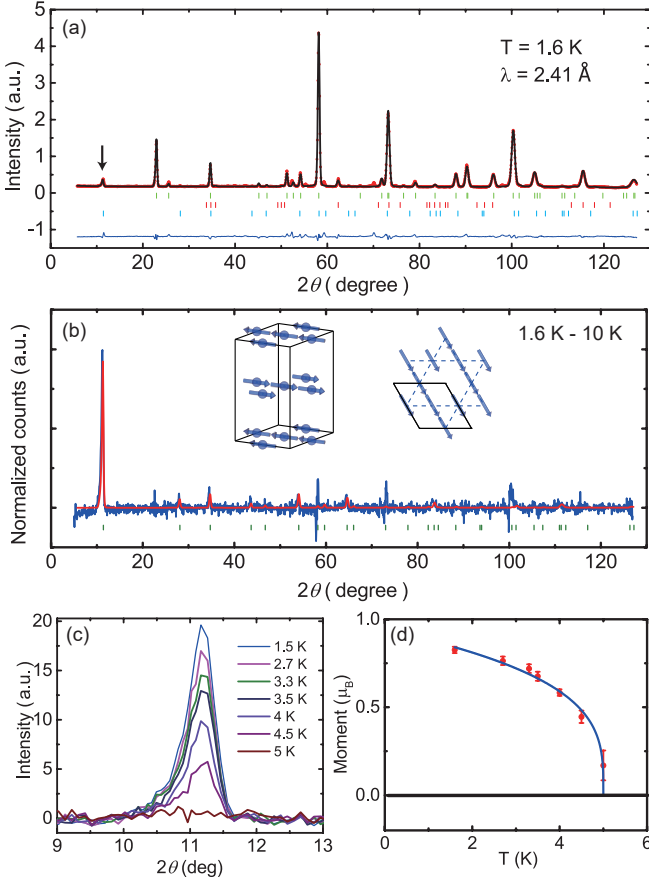 (a)
T = 1.6 K
λ = 2.41 Å
Intensity (a.u.)
5
4
3
2
1
0
-1
0 20 40 60 80 100 120
2θ (degree)
(b)
1.6 K - 10 K
Normalized counts (a.u.)
0 20 40 60 80 100 120
2θ (degree)
(c)
Intensity (a.u.)
20
15
10
5
0
1.5 K
2.7 K
3.3 K
3.5 K
4 K
4.5 K
5 K
9 10 11 12 13
2θ (deg)
(d)
Moment (μB)
1.0
0.5
0.0
0 2 4 6
T (K)